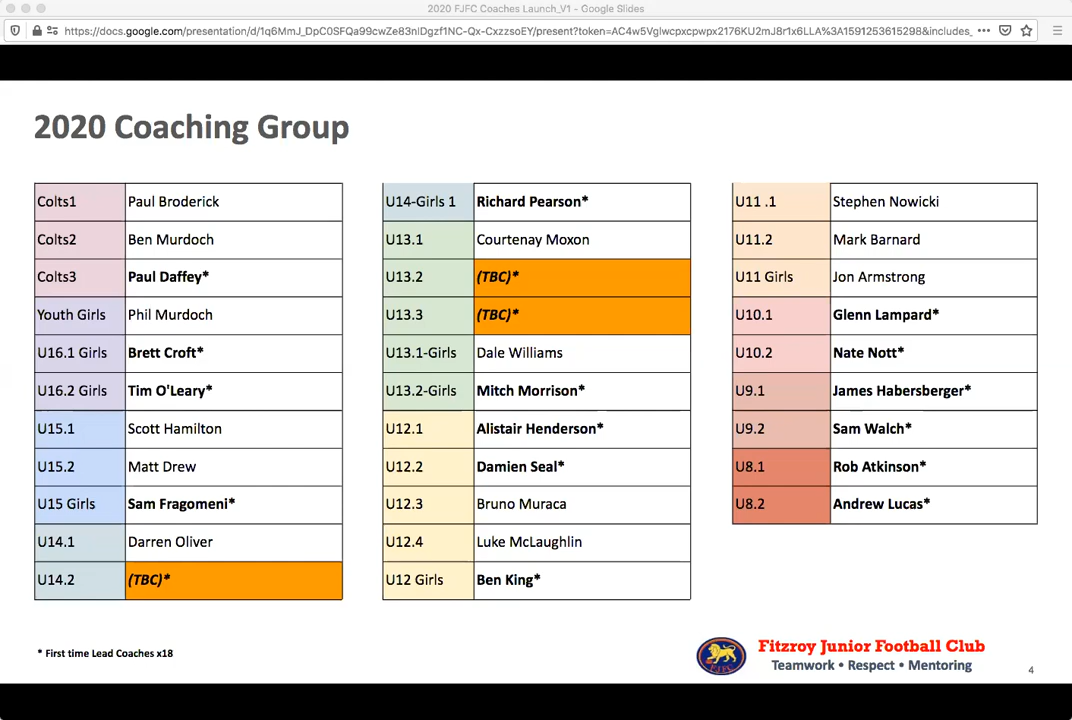 2020 FJFC Coaches Launch_V1 - Google Slides
2020 Coaching Group
Colts1 Paul Broderick
Colts2 Ben Murdoch
Colts3 Paul Daffey*
Youth Girls Phil Murdoch
U16.1 Girls Brett Croft*
U16.2 Girls Tim O'Leary*
U15.1 Scott Hamilton
U15.2 Matt Drew
U15 Girls Sam Fragomeni*
U14.1 Darren Oliver
U14.2 (TBC)*
U14-Girls 1 Richard Pearson*
U13.1 Courtenay Moxon
U13.2 (TBC)*
U13.3 (TBC)*
U13.1-Girls Dale Williams
U13.2-Girls Mitch Morrison*
U12.1 Alistair Henderson*
U12.2 Damien Seal*
U12.3 Bruno Muraca
U12.4 Luke McLaughlin
U12 Girls Ben King*
U11 .1 Stephen Nowicki
U11.2 Mark Barnard
U11 Girls Jon Armstrong
U10.1 Glenn Lampard*
U10.2 Nate Nott*
U9.1 James Habersberger*
U9.2 Sam Walch*
U8.1 Rob Atkinson*
U8.2 Andrew Lucas*
* First time Lead Coaches x18
Fitzroy Junior Football Club
Teamwork • Respect • Mentoring
4